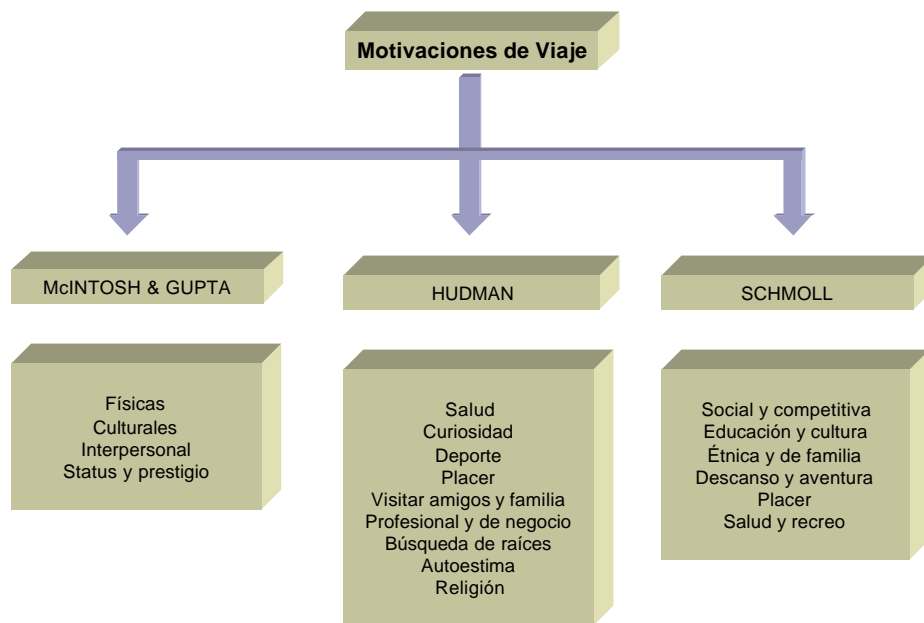 Motivaciones de Viaje
McINTOSH & GUPTA
Físicas
Culturales
Interpersonal
Status y prestigio
HUDMAN
Salud
Curiosidad
Deporte
Placer
Visitar amigos y familia
Profesional y de negocio
Búsqueda de raíces
Autoestima
Religión
SCHMOLL
Social y competitiva
Educación y cultura
Étnica y de familia
Descanso y aventura
Placer
Salud y recreo